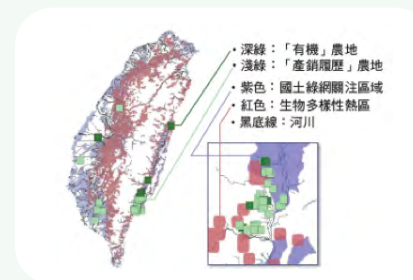 ・深綠：「有機」農地
・淺綠：「產銷履歷」農地
・紫色：國土綠網關注區域
・紅色：生物多樣性熱區
・黑底線：河川